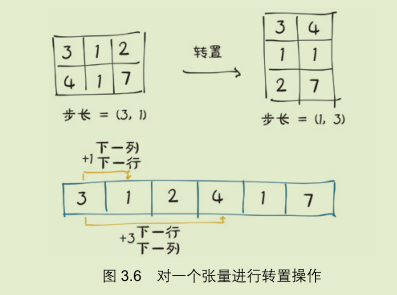 3 1 2
4 1 7
步长 = (3, 1)
转置
3 4
1 1
2 7
步长 = (1, 3)
下一列
+1下一行
3 1 2 4 1 7
+3下一行
下一列
图 3.6 对一个张量进行转置操作